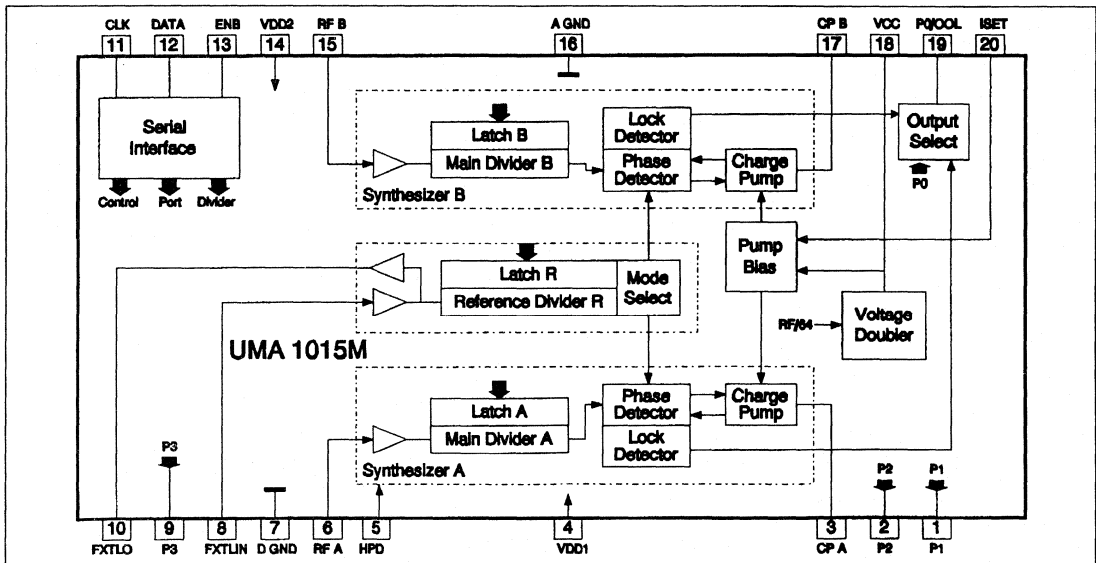 CLK DATA ENB VDD2 RF B A GND CP B VCC P0/OOL ISET
11 12 13 14 15 16 17 18 19 20
Serial
Interface
Control Port Divider
Latch B
Main Divider B
Synthesizer B
Lock
Detector
Phase
Detector
Charge
Pump
Output
Select
P0
Latch R
Reference Divider R
Mode
Select
Pump
Bias
RF/64
Voltage
Doubler
UMA 1015M
Latch A
Main Divider A
Synthesizer A
Phase
Detector
Lock
Detector
Charge
Pump
P3
P2 P1
10 9 8 7 6 5 4 3 2 1
FXTLO P3 FXTLIN D GND RF A HPD VDD1 CP A P2 P1